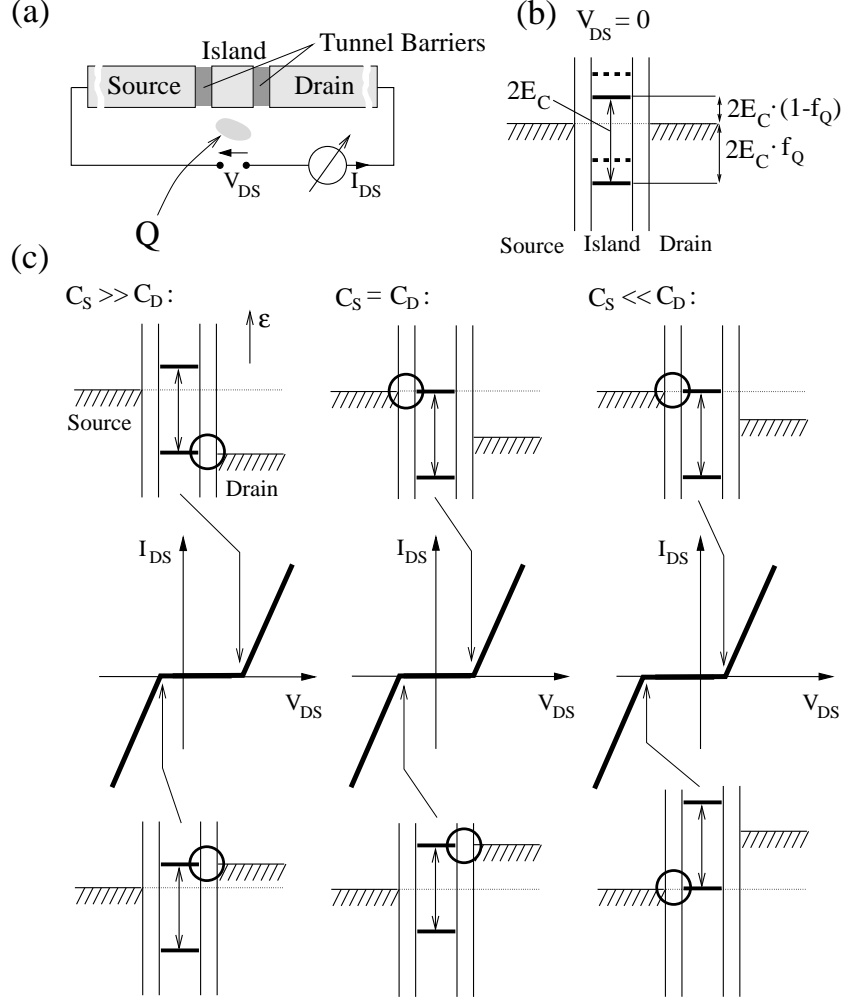 (a)
Island
Tunnel Barriers
Source
Drain
V_DS
I_DS
Q
(b)
V_DS = 0
2E_C
2E_C · (1-f_Q)
2E_C · f_Q
Source Island Drain
(c)
C_S >> C_D :
ε
Source
Drain
C_S = C_D :
C_S << C_D :
I_DS
V_DS
I_DS
V_DS
I_DS
V_DS